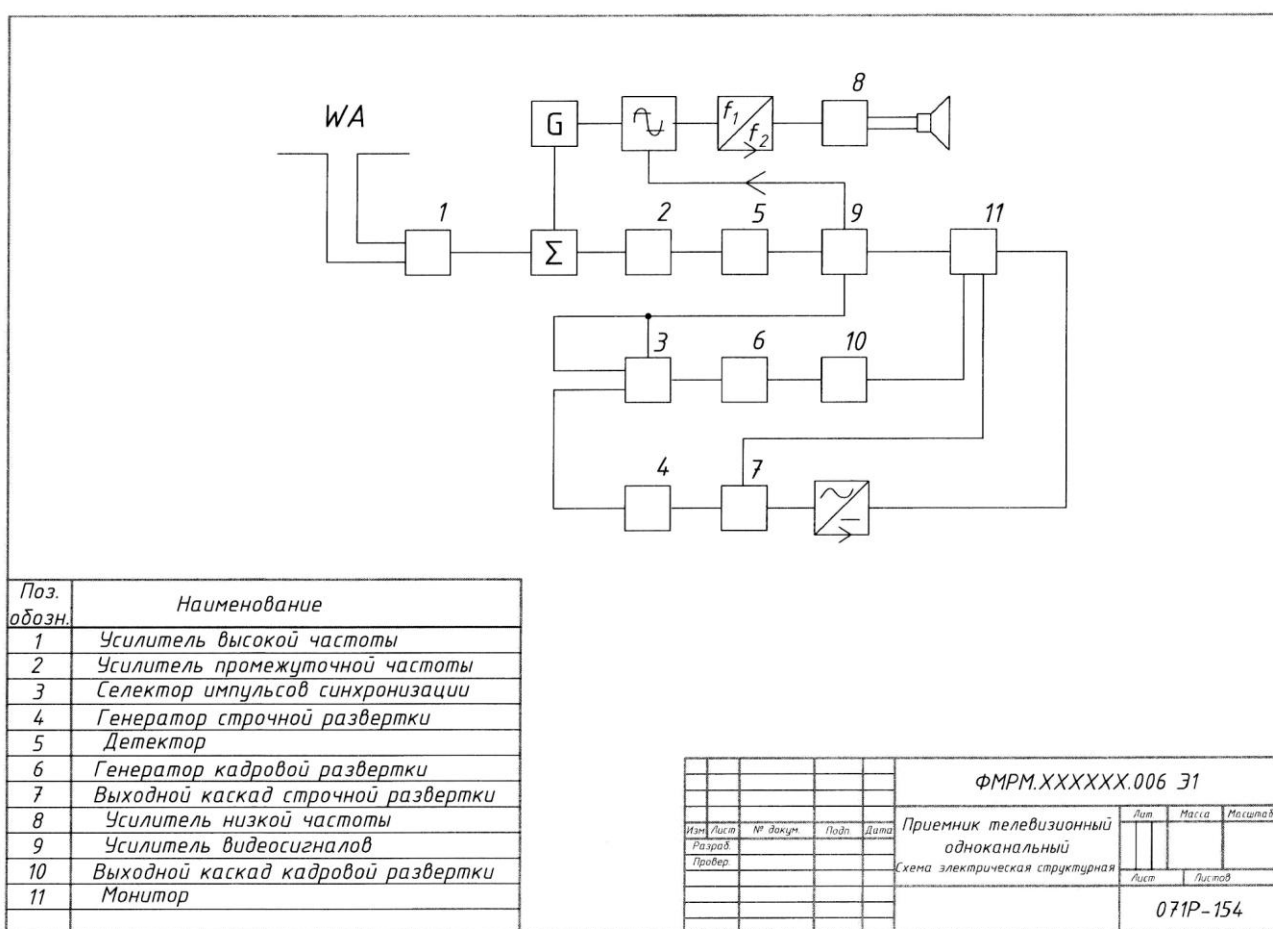 WA
8
G
f1
f2
1
2
5
9
11
Σ
3
6
10
4
7
Поз. обозн.
Наименование
1 Усилитель высокой частоты
2 Усилитель промежуточной частоты
3 Селектор импульсов синхронизации
4 Генератор строчной развертки
5 Детектор
6 Генератор кадровой развертки
7 Выходной каскад строчной развертки
8 Усилитель низкой частоты
9 Усилитель видеосигналов
10 Выходной каскад кадровой развертки
11 Монитор
ФМРМ.XXXXXX.006 Э1
Изм. Лист № докум. Подп. Дата
Разраб.
Провер.
Приемник телевизионный
одноканальный
Схема электрическая структурная
Лит. Масса Масштаб
Лист Листов
071Р-154